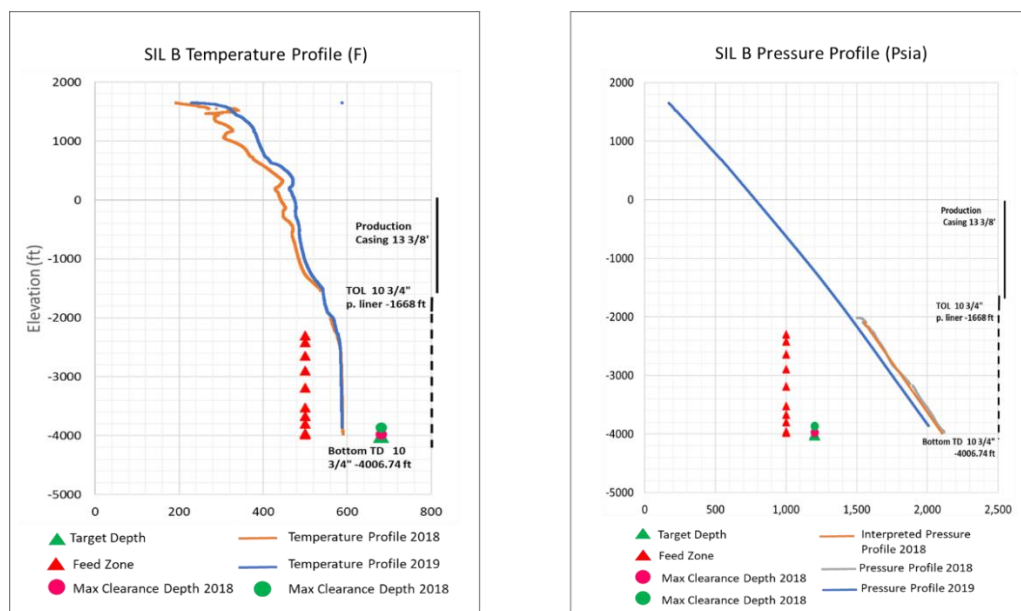 SIL B Temperature Profile (F)
2000
1000
0
-1000
-2000
-3000
-4000
-5000
Elevation (ft)
0
200
400
600
800
Production
Casing 13 3/8'
TOL 10 3/4"
p. liner -1668 ft
Bottom TD 10
3/4" -4006.74 ft
Target Depth
Feed Zone
Max Clearance Depth 2018
Temperature Profile 2018
Temperature Profile 2019
Max Clearance Depth 2018
SIL B Pressure Profile (Psia)
2000
1000
0
-1000
-2000
-3000
-4000
-5000
0
500
1,000
1,500
2,000
2,500
Production
Casing 13 3/8'
TOL 10 3/4"
p. liner -1668 ft
Bottom TD 10 3/4"
-4006.74 ft
Target Depth
Feed Zone
Max Clearance Depth 2018
Max Clearance Depth 2018
Interpreted Pressure
Profile 2018
Pressure Profile 2018
Pressure Profile 2019